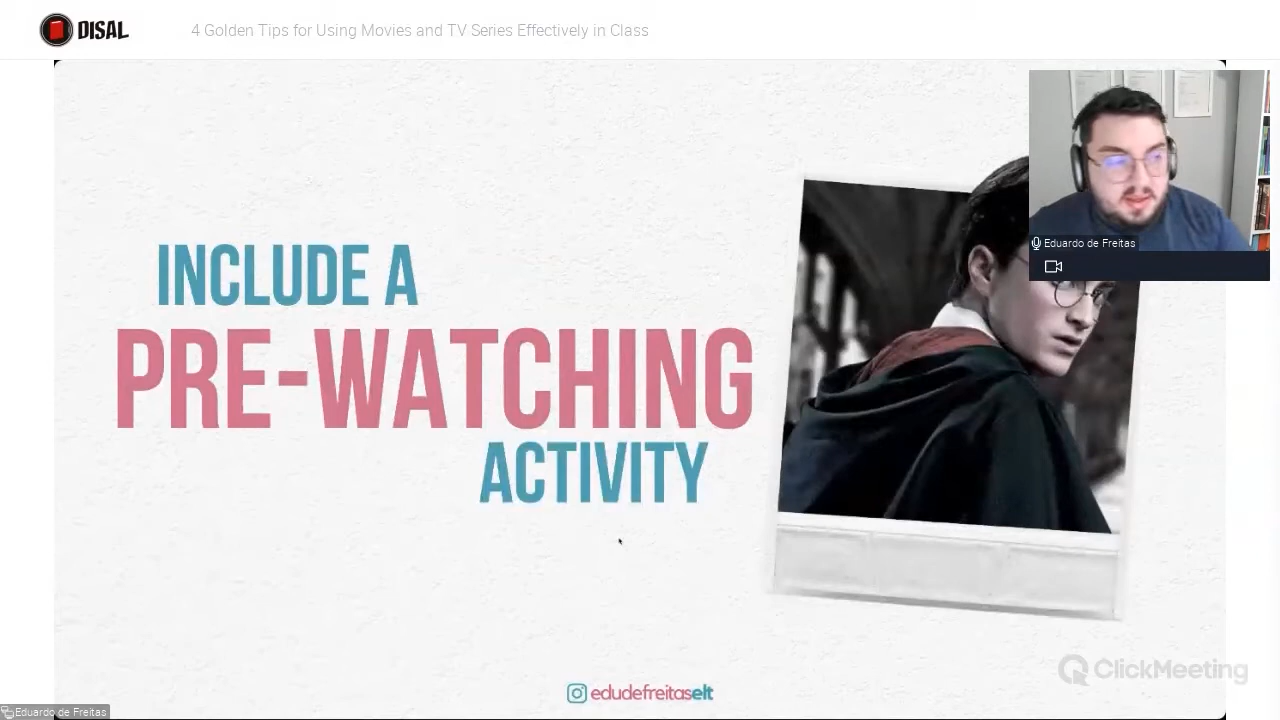 DISAL
4 Golden Tips for Using Movies and TV Series Effectively in Class
INCLUDE A
PRE-WATCHING
ACTIVITY
Eduardo de Freitas
edudefreitaselt
ClickMeeting
Eduardo de Freitas